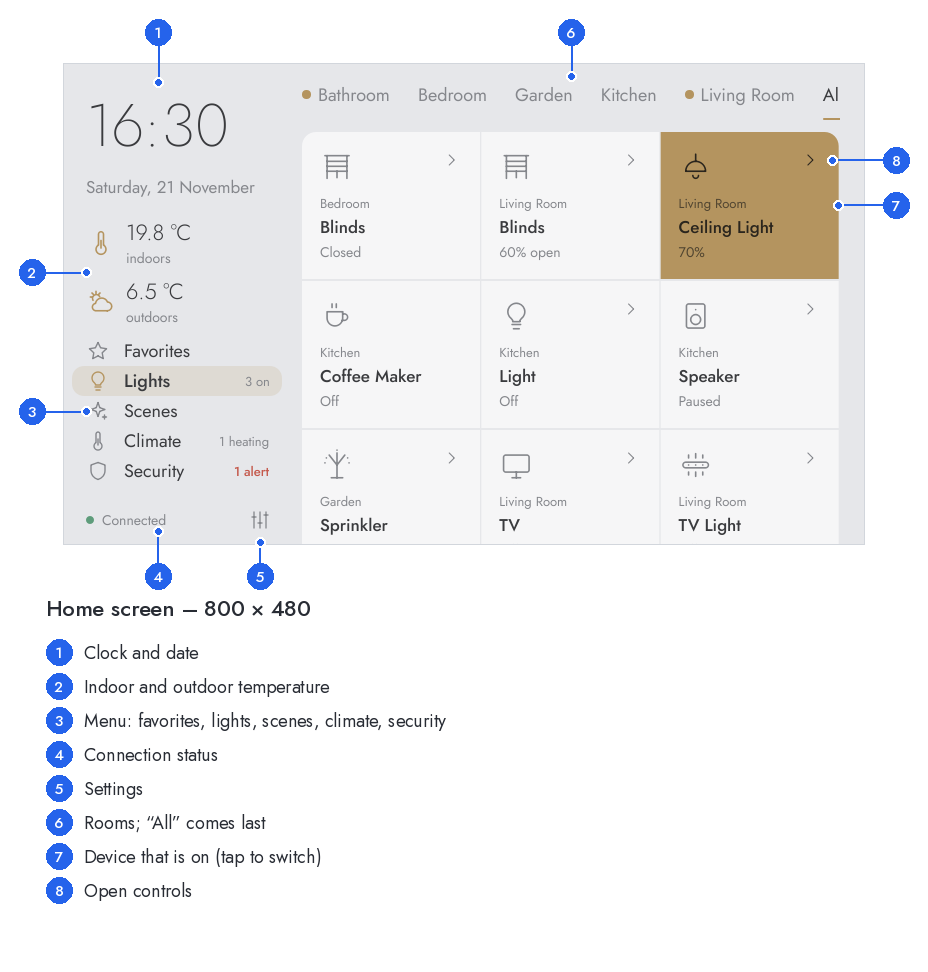 1
6
16:30
Saturday, 21 November
19.8 °C
indoors
2
6.5 °C
outdoors
Favorites
Lights 3 on
3
Scenes
Climate 1 heating
Security 1 alert
Connected
4
5
Bathroom Bedroom Garden Kitchen Living Room Al
Bedroom
Blinds
Closed
Living Room
Blinds
60% open
Living Room
Ceiling Light
70%
8
7
Kitchen
Coffee Maker
Off
Kitchen
Light
Off
Kitchen
Speaker
Paused
Garden
Sprinkler
Living Room
TV
Living Room
TV Light
Home screen – 800 × 480
1 Clock and date
2 Indoor and outdoor temperature
3 Menu: favorites, lights, scenes, climate, security
4 Connection status
5 Settings
6 Rooms; “All” comes last
7 Device that is on (tap to switch)
8 Open controls